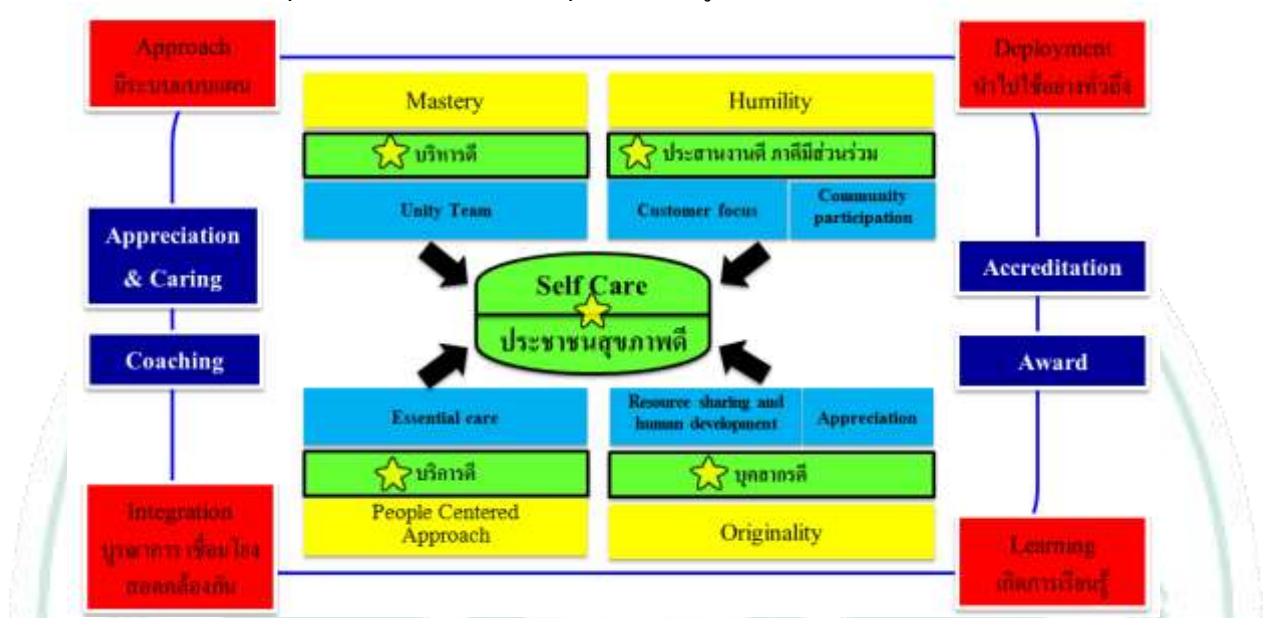 Approach
มีระบบแบบแผน
Deployment
นำไปใช้อย่างทั่วถึง
Mastery
Humility
บริหารดี
ประสานงานดี ภาคีมีส่วนร่วม
Unity Team
Customer focus
Community
participation
Appreciation
& Caring
Coaching
Accreditation
Award
Self Care
ประชาชนสุขภาพดี
Essential care
Resource sharing and
human development
Appreciation
บริการดี
บุคลากรดี
People Centered
Approach
Originality
Integration
บูรณาการ เชื่อมโยง
สอดคล้องกัน
Learning
เกิดการเรียนรู้